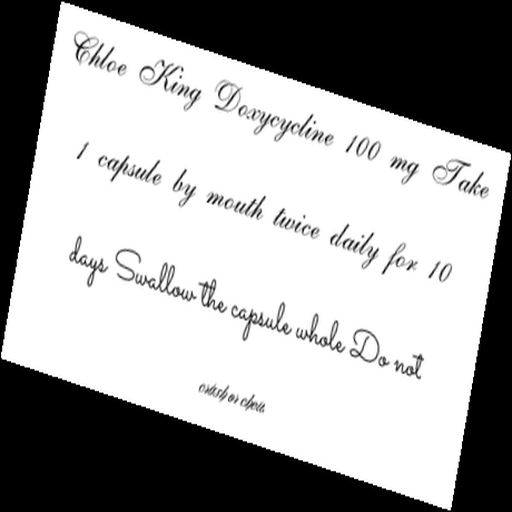 Chloe King Doxycycline 100 mg Take
1 capsule by mouth twice daily for 10
days Swallow the capsule whole Do not
crush or chew